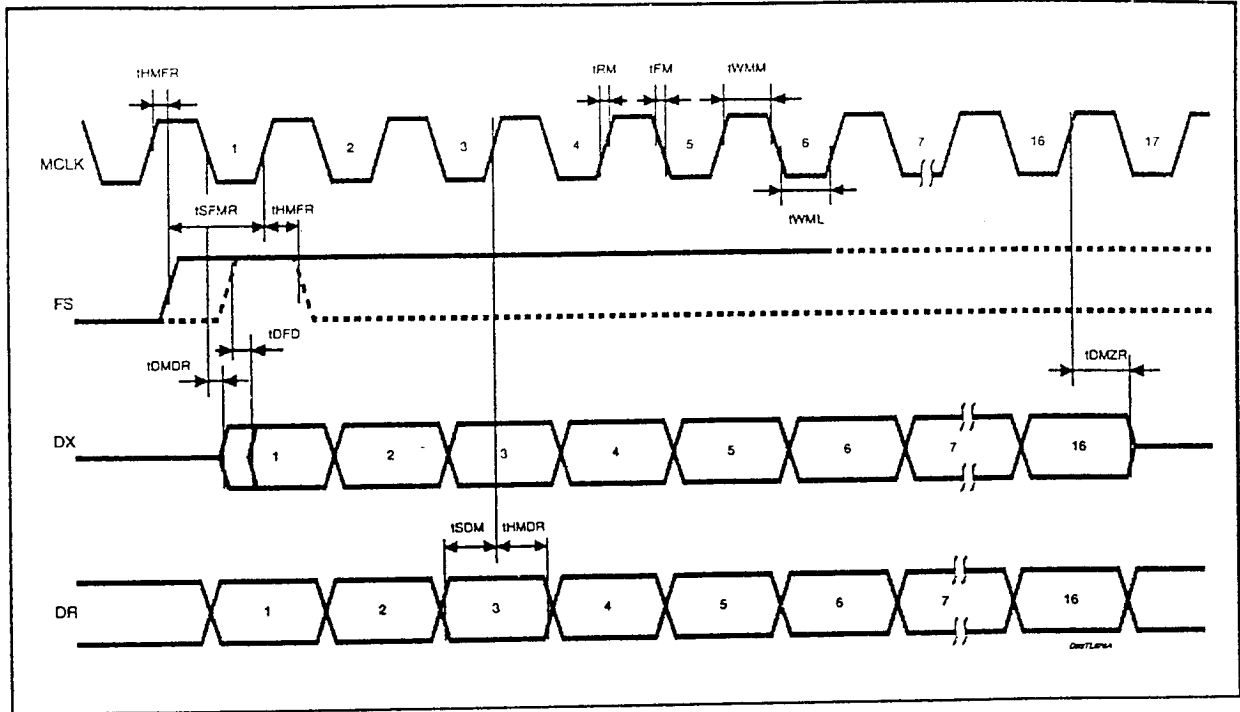 tHMFR
tRM tFM tWMM
MCLK 1 2 3 4 5 6 7 16 17
tSFMR tHMFR
tWML
FS
tDFD
tDMDR
tDMZR
DX 1 2 3 4 5 6 7 16
tSDM tHMDR
DR 1 2 3 4 5 6 7 16